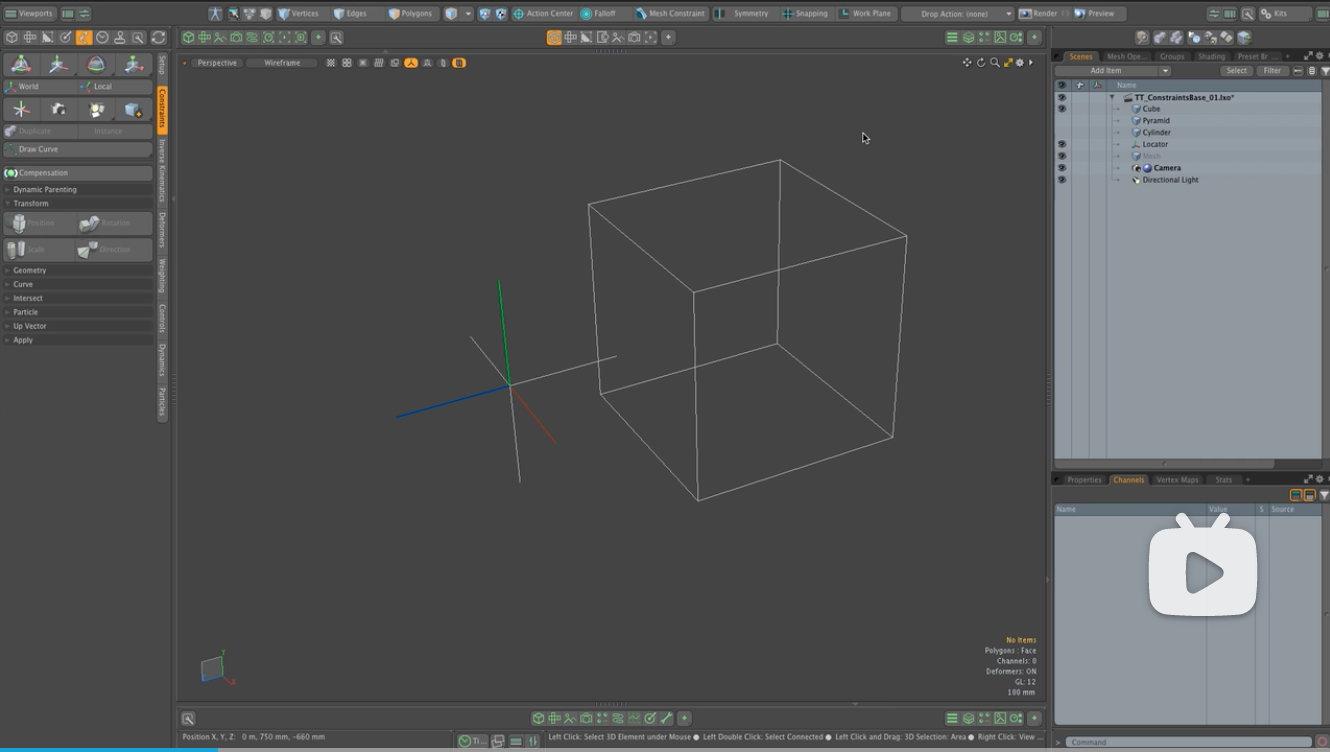 Viewports Vertices Edges Polygons Action Center Falloff Mesh Constraint Symmetry Snapping Work Plane Drop Action: (none) Render Preview Kits
Perspective Wireframe
World Local
Duplicate Instance
Draw Curve
Compensation
Dynamic Parenting
Transform
Position Rotation
Scale Direction
Geometry
Curve
Intersect
Particle
Up Vector
Apply
Setup
Constraints
Inverse Kinematics
Deformers
Weighting
Controls
Dynamics
Particles
Scenes Mesh Ope... Groups Shading Preset Br ...
Add Item Select Filter
Name
TT_ConstraintsBase_01.lxo*
Cube
Pyramid
Cylinder
Locator
Mesh
Camera
Directional Light
Properties Channels Vertex Maps Stats
Name Value S Source
No Items
Polygons : Face
Channels: 0
Deformers: ON
GL: 12
100 mm
Y
X
Position X, Y, Z: 0 m, 750 mm, -660 mm
Ti...
Left Click: Select 3D Element under Mouse ● Left Double Click: Select Connected ● Left Click and Drag: 3D Selection: Area ● Right Click: View ...
> Command